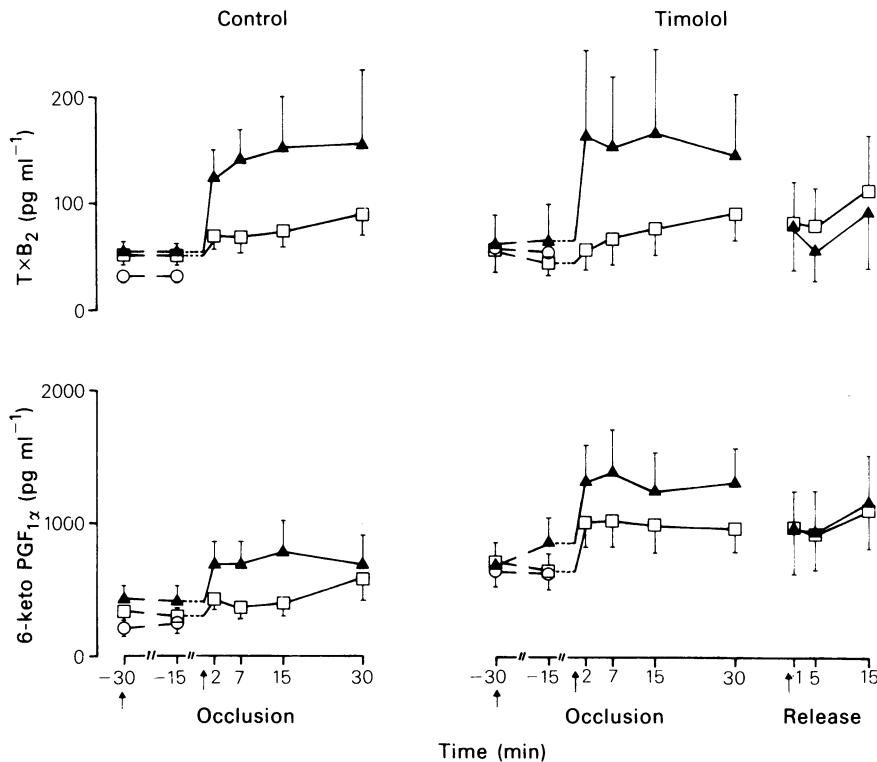 Control Timolol
200
100
0
T×B₂ (pg ml⁻¹)
2000
1000
0
6-keto PGF₁α (pg ml⁻¹)
−30 −15 2 7 15 30 −30 −15 2 7 15 30 1 5 15
Occlusion Occlusion Release
Time (min)